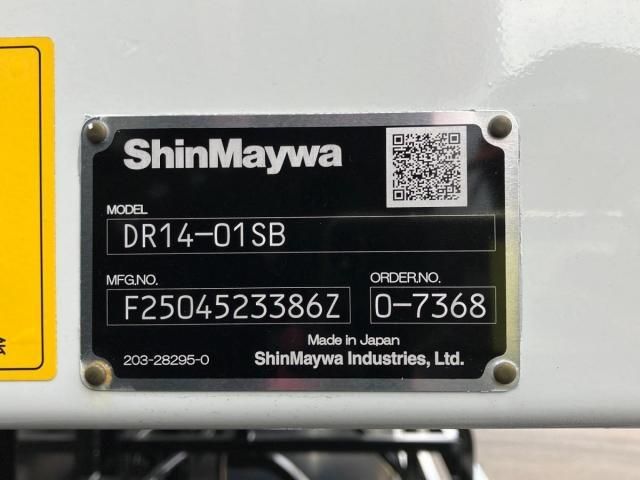 ShinMaywa
MODEL
DR14-01SB
MFG.NO.
F2504523386Z
ORDER.NO.
0-7368
Made in Japan
203-28295-0
ShinMaywa Industries, Ltd.